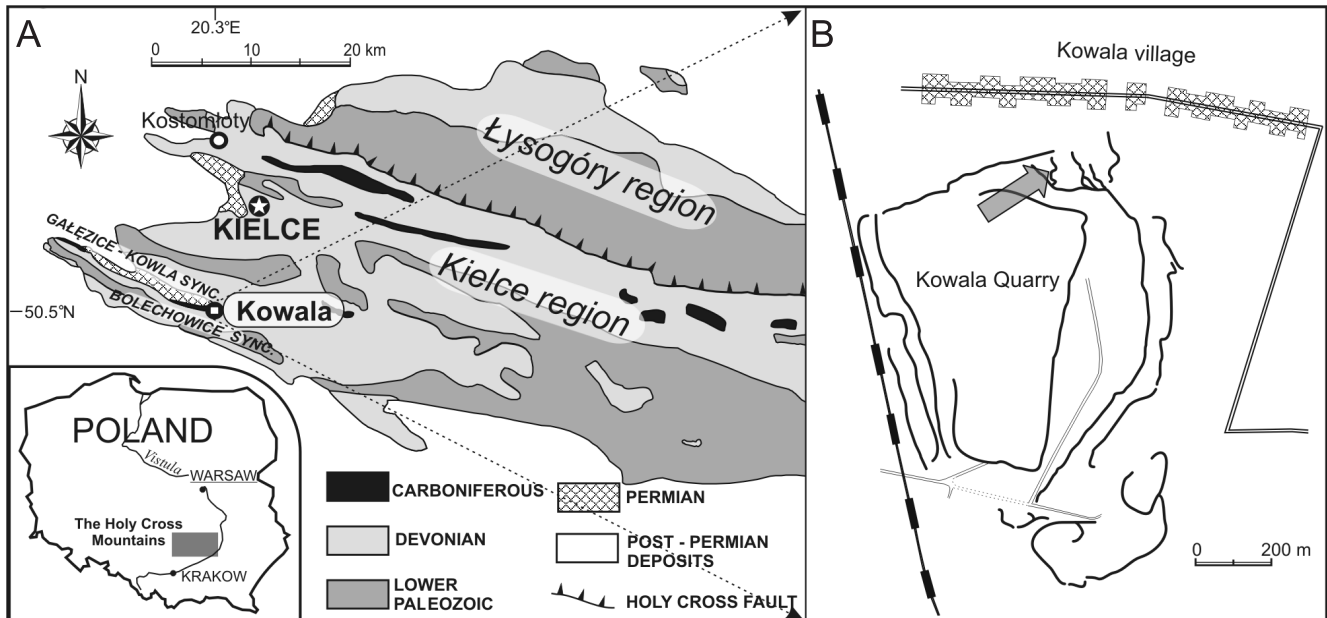 A
20.3°E
0 10 20 km
N
Kostomłoty
Łysogóry region
KIELCE
GAŁĘZICE - KOWLA SYNC.
Kielce region
Kowala
50.5°N
BOLECHOWICE SYNC.
POLAND
Vistula
WARSAW
The Holy Cross
Mountains
KRAKOW
CARBONIFEROUS
DEVONIAN
LOWER
PALEOZOIC
PERMIAN
POST - PERMIAN
DEPOSITS
HOLY CROSS FAULT
B
Kowala village
Kowala Quarry
0 200 m